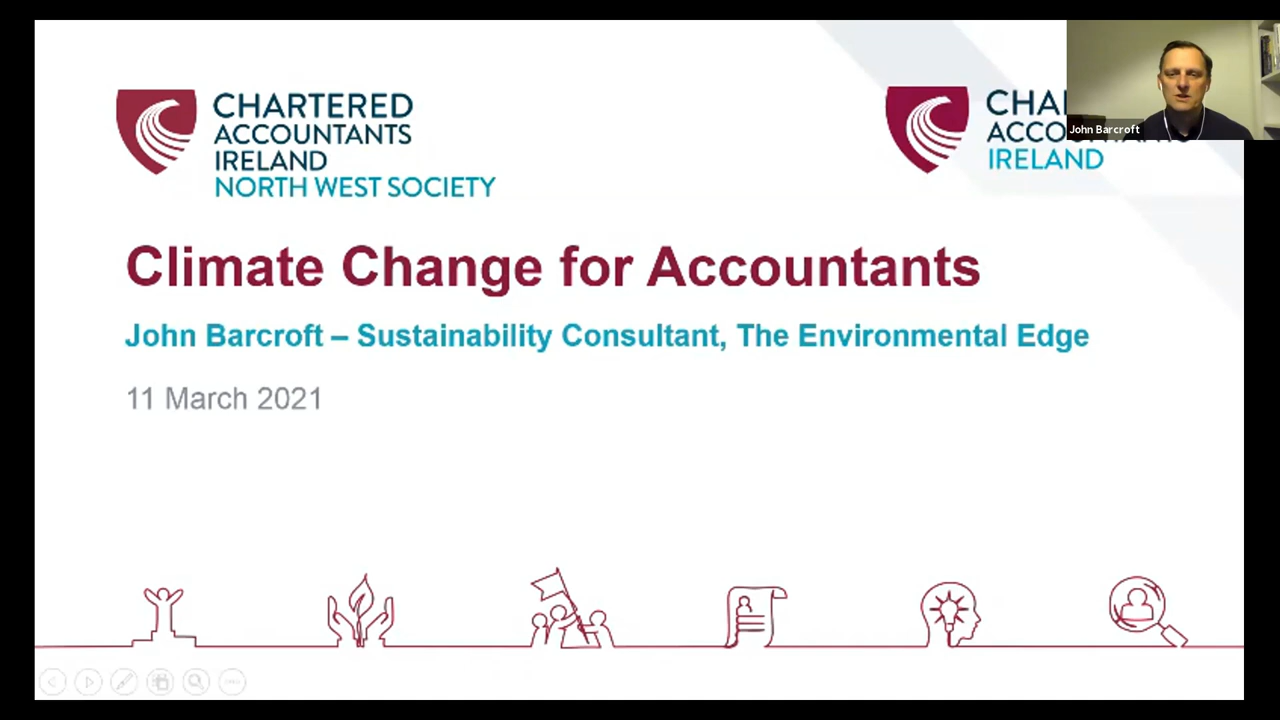 CHARTERED
ACCOUNTANTS
IRELAND
NORTH WEST SOCIETY
IRELAND
John Barcroft
Climate Change for Accountants
John Barcroft – Sustainability Consultant, The Environmental Edge
11 March 2021